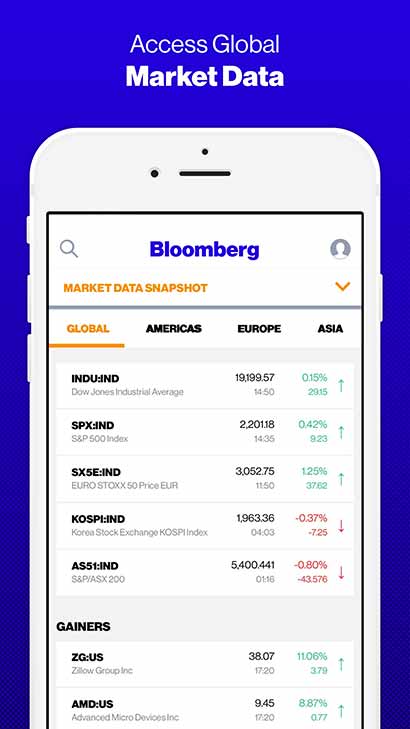 Access Global
Market Data
Bloomberg
MARKET DATA SNAPSHOT
GLOBAL AMERICAS EUROPE ASIA
INDU:IND 19,199.57 0.15%
Dow Jones Industrial Average 14:50 29.15
SPX:IND 2,201.18 0.42%
S&P 500 Index 14:35 9.23
SX5E:IND 3,052.75 1.25%
EURO STOXX 50 Price EUR 11:50 37.62
KOSPI:IND 1,963.36 -0.37%
Korea Stock Exchange KOSPI Index 04:03 -7.25
AS51:IND 5,400.441 -0.80%
S&P/ASX 200 01:16 -43.576
GAINERS
ZG:US 38.07 11.06%
Zillow Group Inc 17:20 3.79
AMD:US 9.45 8.87%
Advanced Micro Devices Inc 17:20 0.77